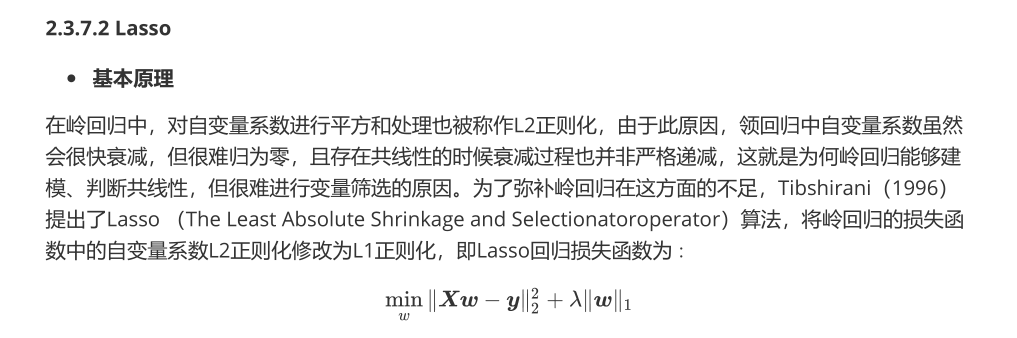 2.3.7.2 Lasso
• 基本原理
在岭回归中，对自变量系数进行平方和处理也被称作L2正则化，由于此原因，领回归中自变量系数虽然
会很快衰减，但很难归为零，且存在共线性的时候衰减过程也并非严格递减，这就是为何岭回归能够建
模、判断共线性，但很难进行变量筛选的原因。为了弥补岭回归在这方面的不足，Tibshirani（1996）
提出了Lasso （The Least Absolute Shrinkage and Selectionatoroperator）算法，将岭回归的损失函
数中的自变量系数L2正则化修改为L1正则化，即Lasso回归损失函数为：
min_w ‖Xw − y‖₂² + λ‖w‖₁